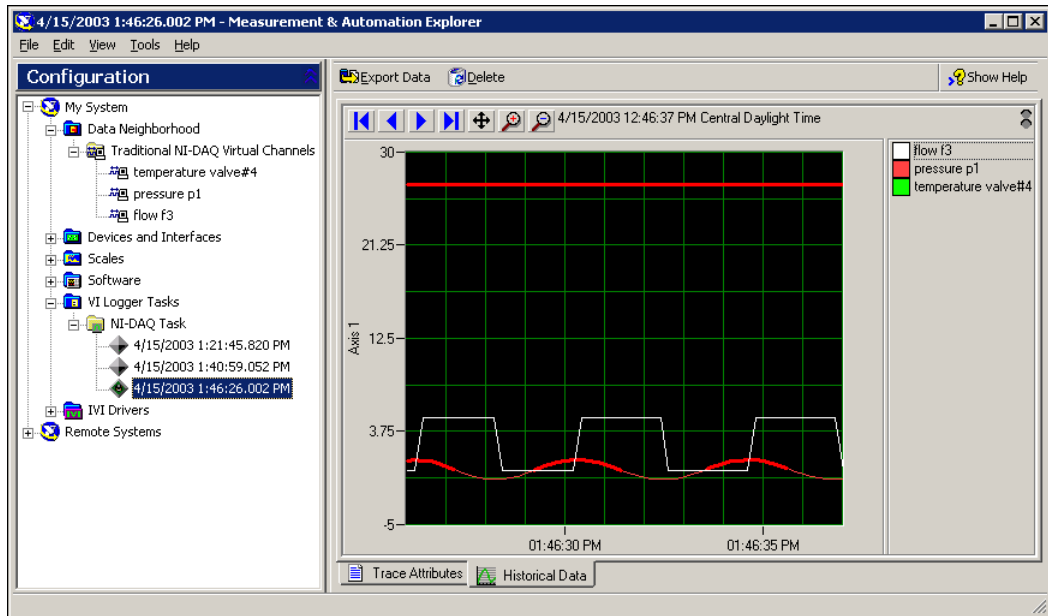 4/15/2003 1:46:26.002 PM - Measurement & Automation Explorer
File Edit View Tools Help
Configuration
My System
Data Neighborhood
Traditional NI-DAQ Virtual Channels
temperature valve#4
pressure p1
flow f3
Devices and Interfaces
Scales
Software
VI Logger Tasks
NI-DAQ Task
4/15/2003 1:21:45.820 PM
4/15/2003 1:40:59.052 PM
4/15/2003 1:46:26.002 PM
IVI Drivers
Remote Systems
Export Data Delete Show Help
4/15/2003 12:46:37 PM Central Daylight Time
30
21.25
12.5
3.75
-5
Axis 1
01:46:30 PM 01:46:35 PM
flow f3
pressure p1
temperature valve#4
Trace Attributes Historical Data